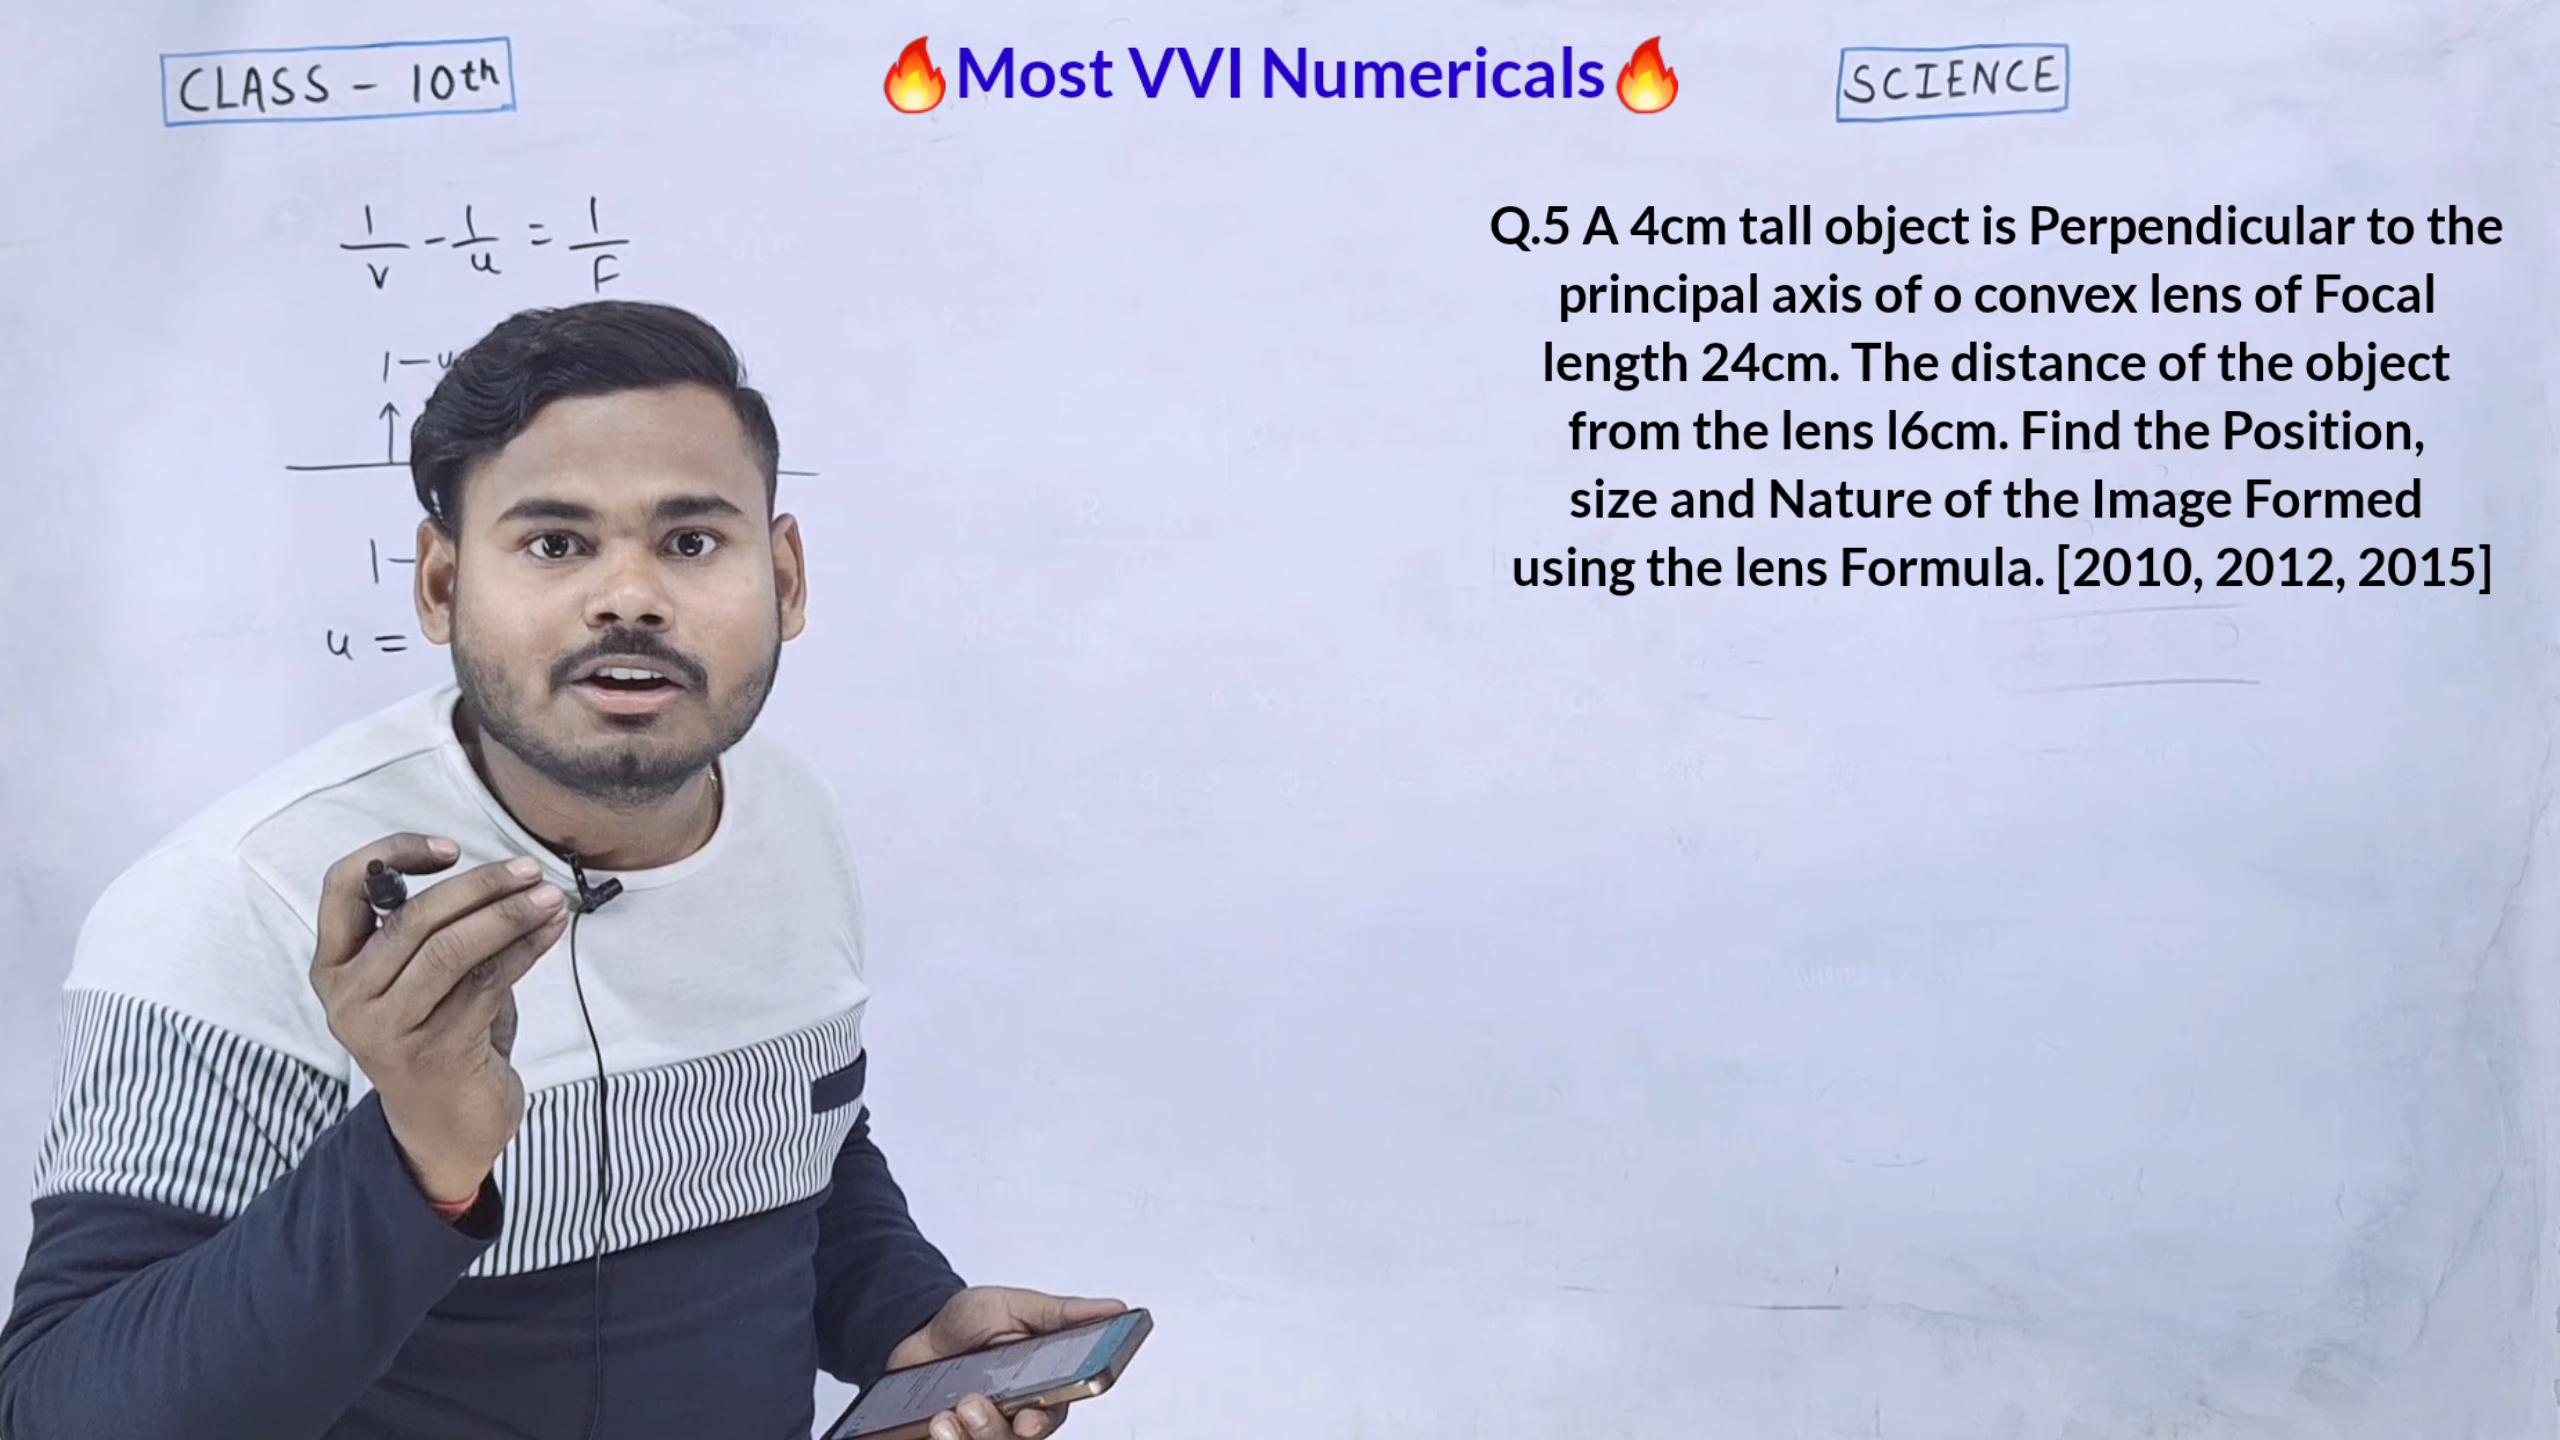 CLASS - 10th
🔥Most VVI Numericals🔥
SCIENCE
1/v - 1/u = 1/F
Q.5 A 4cm tall object is Perpendicular to the
principal axis of o convex lens of Focal
length 24cm. The distance of the object
from the lens l6cm. Find the Position,
size and Nature of the Image Formed
using the lens Formula. [2010, 2012, 2015]
u =